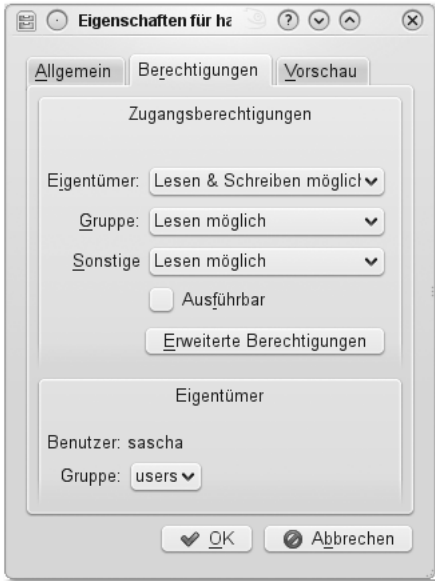 Eigenschaften für ha
Allgemein Berechtigungen Vorschau
Zugangsberechtigungen
Eigentümer: Lesen & Schreiben möglich
Gruppe: Lesen möglich
Sonstige Lesen möglich
Ausführbar
Erweiterte Berechtigungen
Eigentümer
Benutzer: sascha
Gruppe: users
OK Abbrechen